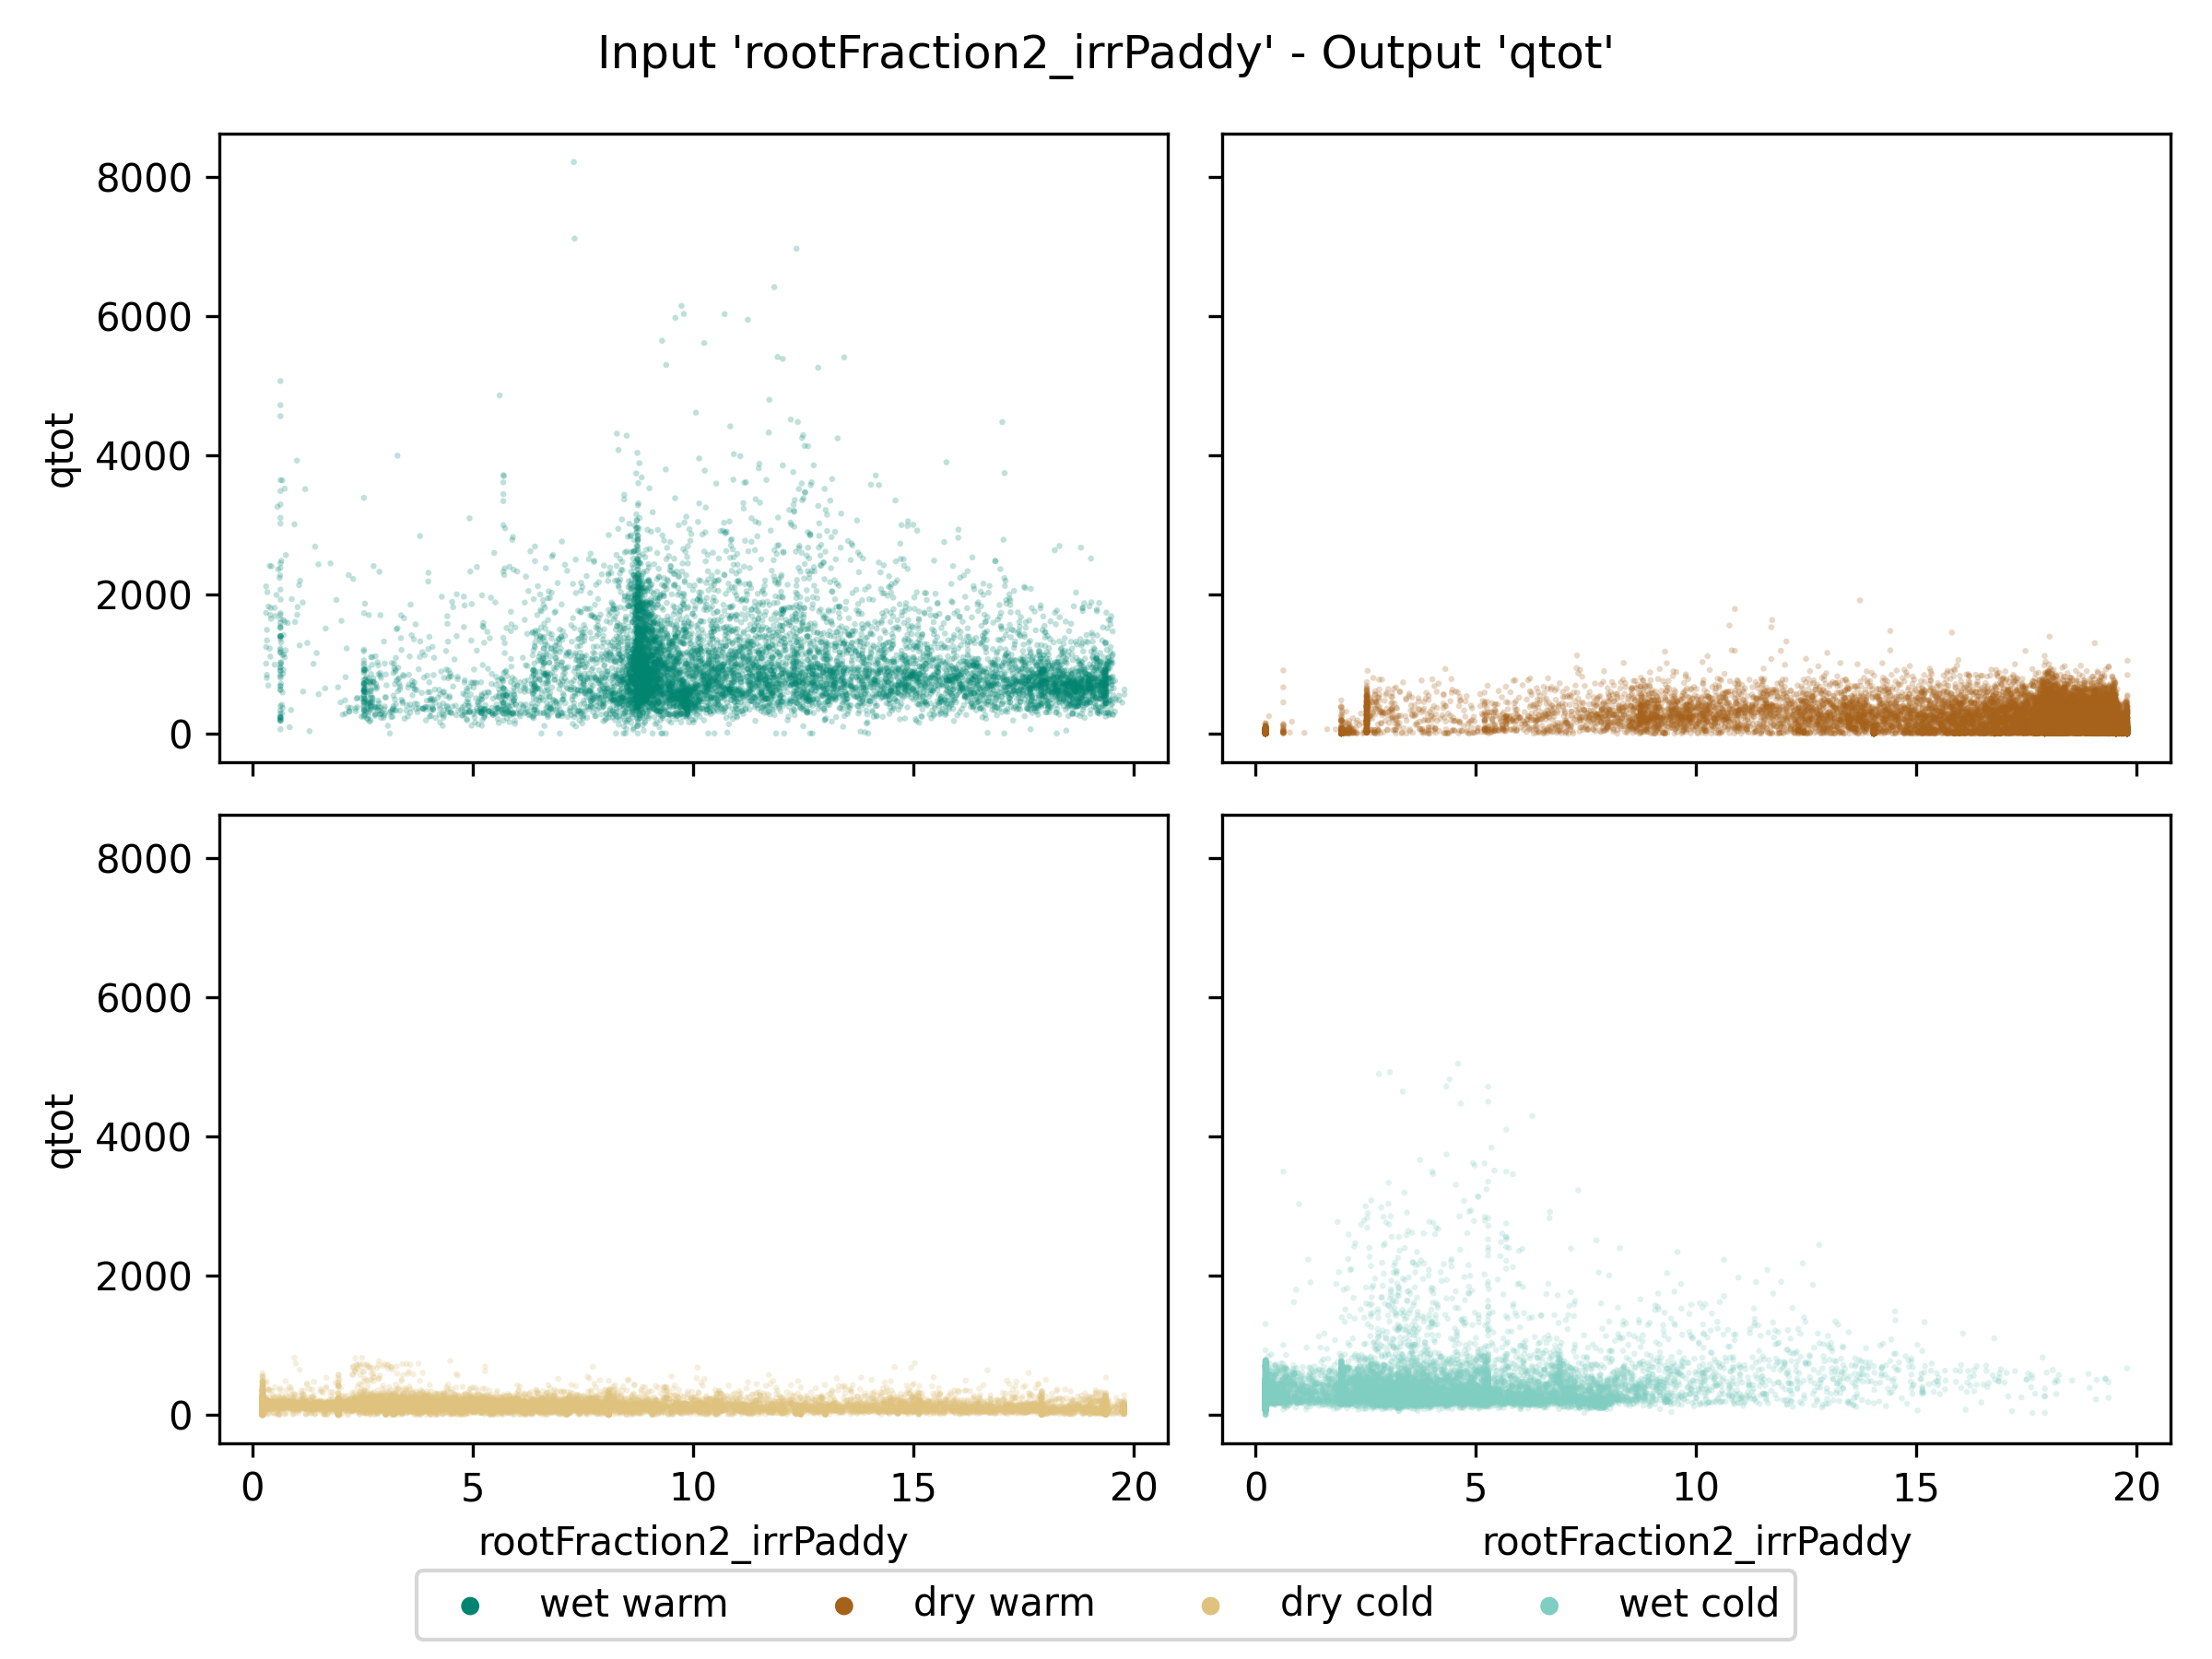 Input 'rootFraction2_irrPaddy' - Output 'qtot'
8000
6000
4000
2000
0
qtot
8000
6000
4000
2000
0
qtot
0 5 10 15 20
0 5 10 15 20
rootFraction2_irrPaddy
rootFraction2_irrPaddy
wet warm dry warm dry cold wet cold